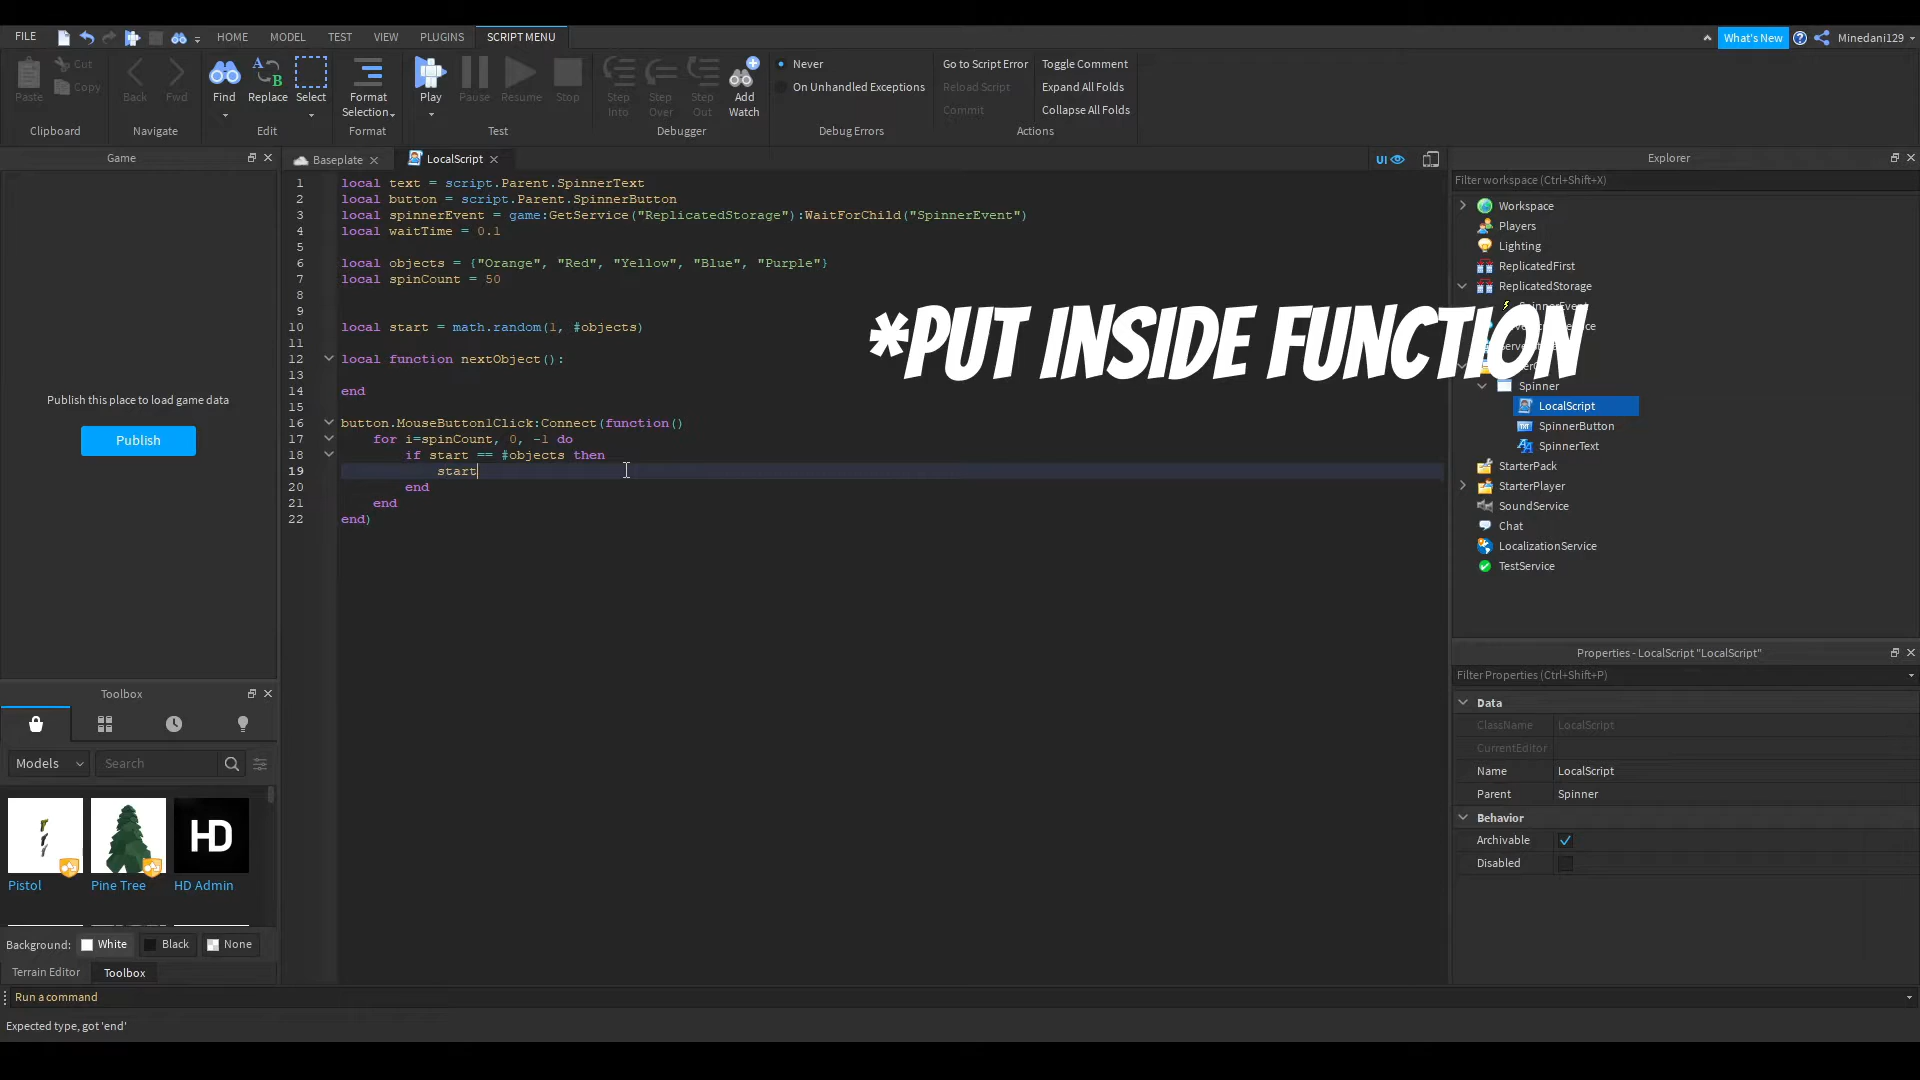 FILE
HOME
MODEL
TEST
VIEW
PLUGINS
SCRIPT MENU
What's New
Minedani129
Paste
Cut
Copy
Clipboard
Back
Fwd
Navigate
Find
Replace
Select
Edit
Format
Selection
Format
Play
Pause
Resume
Stop
Test
Step
Into
Step
Over
Step
Out
Add
Watch
Debugger
Never
On Unhandled Exceptions
Debug Errors
Go to Script Error
Reload Script
Commit
Toggle Comment
Expand All Folds
Collapse All Folds
Actions
Game
Publish this place to load game data
Publish
Baseplate
LocalScript
UI
1 local text = script.Parent.SpinnerText
2 local button = script.Parent.SpinnerButton
3 local spinnerEvent = game:GetService("ReplicatedStorage"):WaitForChild("SpinnerEvent")
4 local waitTime = 0.1
5
6 local objects = {"Orange", "Red", "Yellow", "Blue", "Purple"}
7 local spinCount = 50
8
9
10 local start = math.random(1, #objects)
11
12 local function nextObject():
13
14 end
15
16 button.MouseButton1Click:Connect(function()
17 for i=spinCount, 0, -1 do
18 if start == #objects then
19 start
20 end
21 end
22 end)
*PUT INSIDE FUNCTION
Explorer
Filter workspace (Ctrl+Shift+X)
Workspace
Players
Lighting
ReplicatedFirst
ReplicatedStorage
Spinner
LocalScript
SpinnerButton
SpinnerText
StarterPack
StarterPlayer
SoundService
Chat
LocalizationService
TestService
Properties - LocalScript "LocalScript"
Filter Properties (Ctrl+Shift+P)
Data
ClassName LocalScript
CurrentEditor
Name LocalScript
Parent Spinner
Behavior
Archivable
Disabled
Toolbox
Models
Search
HD
Pistol
Pine Tree
HD Admin
Background:
White
Black
None
Terrain Editor
Toolbox
Run a command
Expected type, got 'end'